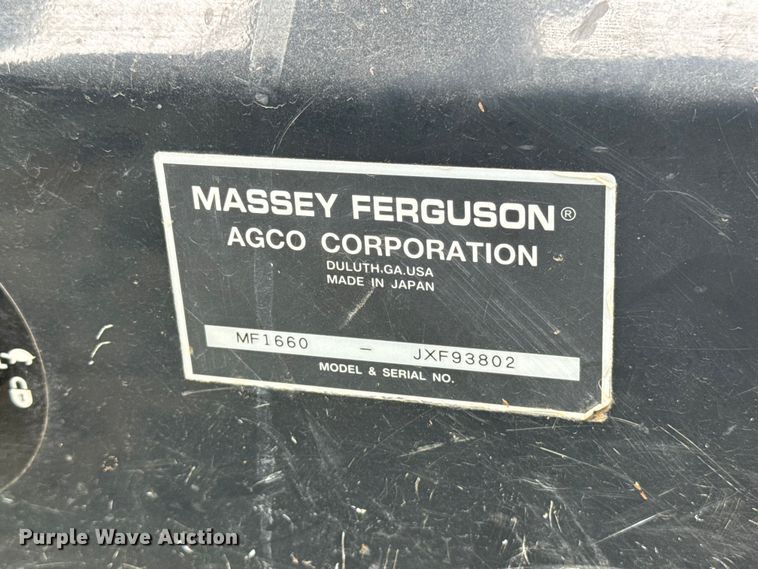 MASSEY FERGUSON®
AGCO CORPORATION
DULUTH.GA.USA
MADE IN JAPAN
MF1660 – JXF93802
MODEL & SERIAL NO.
Purple Wave Auction